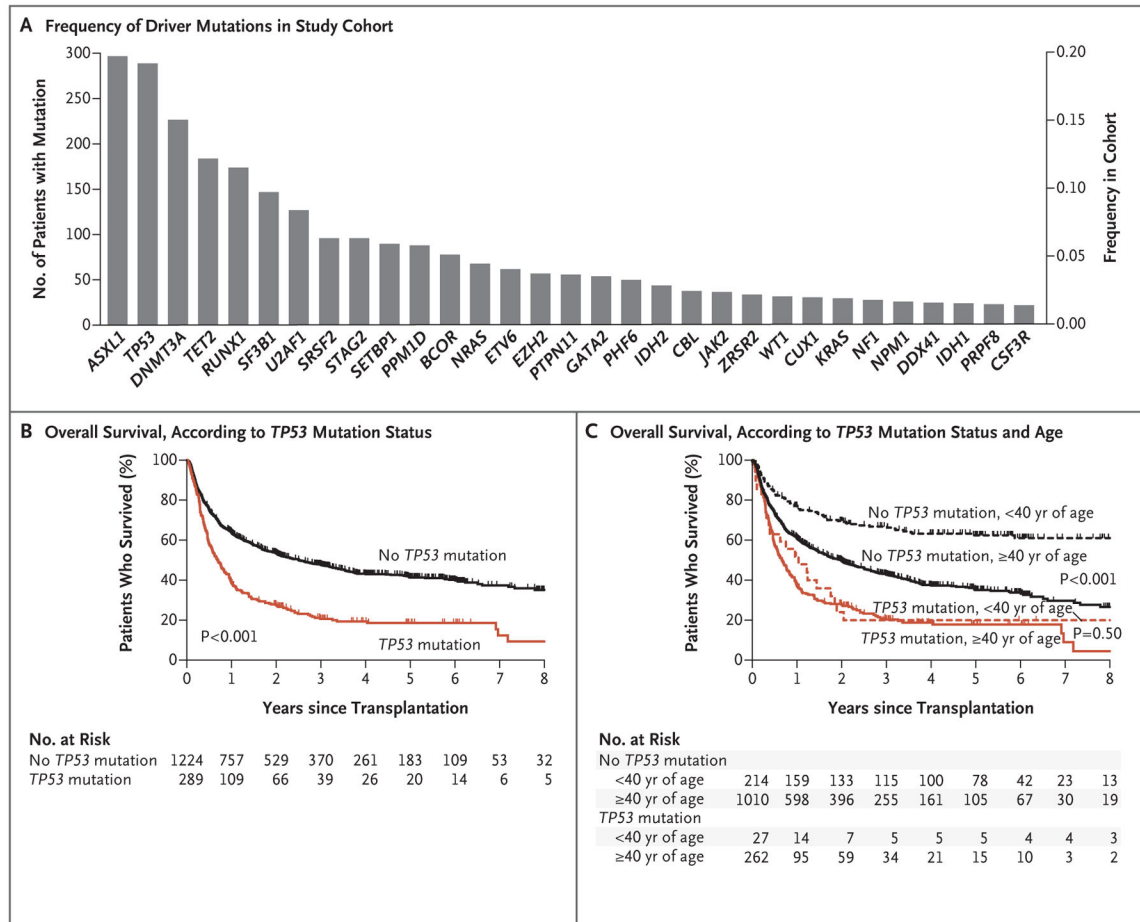 A Frequency of Driver Mutations in Study Cohort
No. of Patients with Mutation
300
250
200
150
100
50
0
0.20
0.15
0.10
0.05
0.00
Frequency in Cohort
ASXL1
TP53
DNMT3A
TET2
RUNX1
SF3B1
U2AF1
SRSF2
STAG2
SETBP1
PPM1D
BCOR
NRAS
ETV6
EZH2
PTPN11
GATA2
PHF6
IDH2
CBL
JAK2
ZRSR2
WT1
CUX1
KRAS
NF1
NPM1
DDX41
IDH1
PRPF8
CSF3R
B Overall Survival, According to TP53 Mutation Status
Patients Who Survived (%)
100
80
60
40
20
0
No TP53 mutation
TP53 mutation
P<0.001
0 1 2 3 4 5 6 7 8
Years since Transplantation
No. at Risk
No TP53 mutation 1224 757 529 370 261 183 109 53 32
TP53 mutation 289 109 66 39 26 20 14 6 5
C Overall Survival, According to TP53 Mutation Status and Age
Patients Who Survived (%)
100
80
60
40
20
0
No TP53 mutation, <40 yr of age
No TP53 mutation, ≥40 yr of age
P<0.001
TP53 mutation, <40 yr of age
P=0.50
TP53 mutation, ≥40 yr of age
0 1 2 3 4 5 6 7 8
Years since Transplantation
No. at Risk
No TP53 mutation
<40 yr of age 214 159 133 115 100 78 42 23 13
≥40 yr of age 1010 598 396 255 161 105 67 30 19
TP53 mutation
<40 yr of age 27 14 7 5 5 5 4 4 3
≥40 yr of age 262 95 59 34 21 15 10 3 2